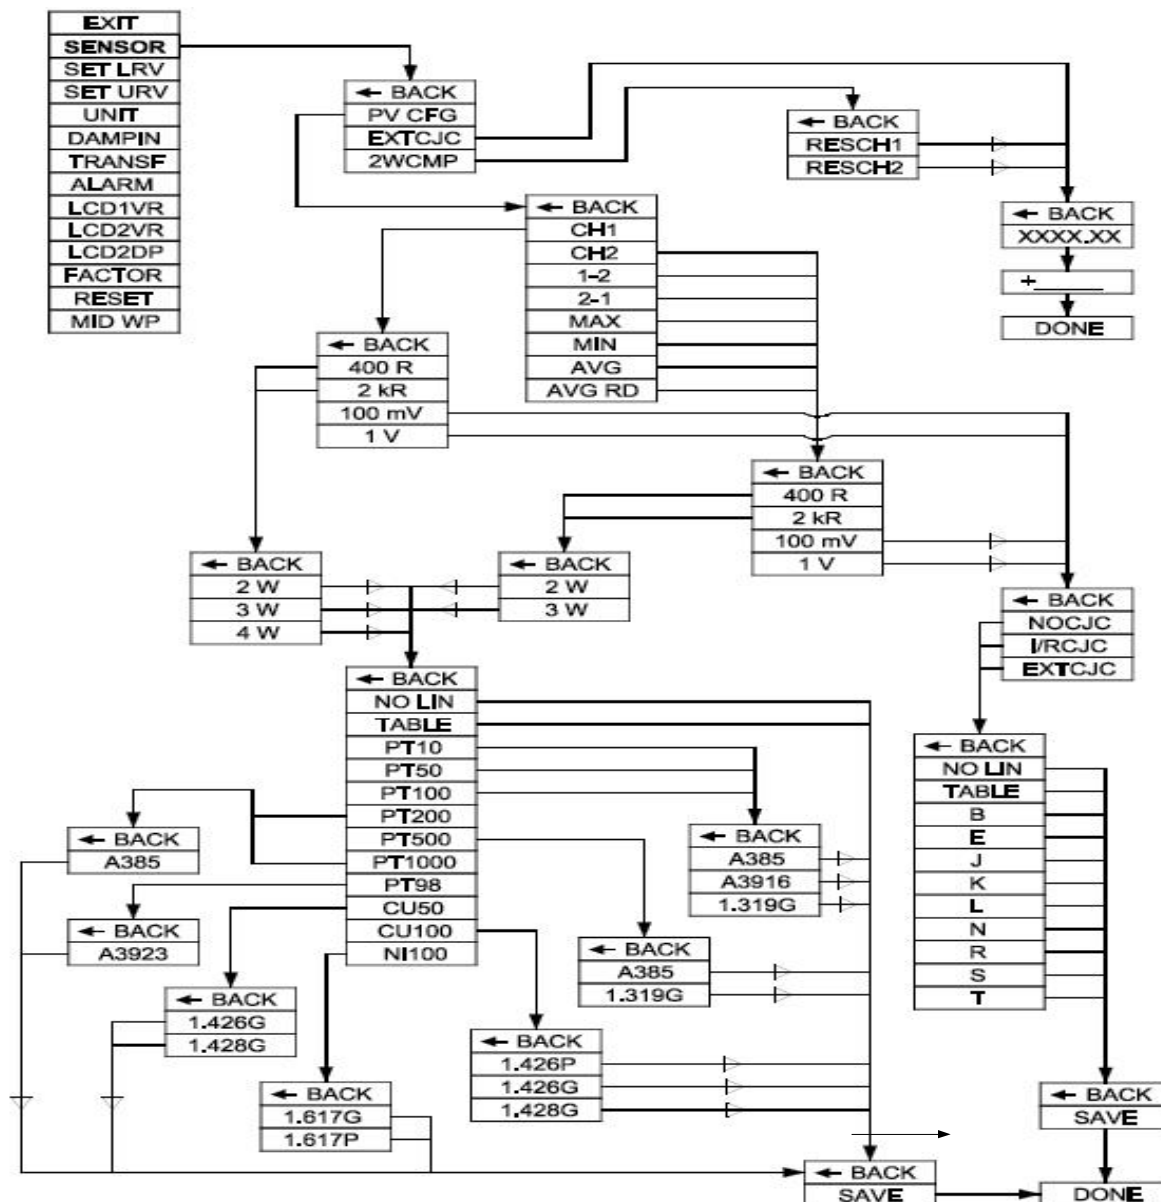 EXIT
SENSOR
SET LRV
SET URV
UNIT
DAMPIN
TRANSF
ALARM
LCD1VR
LCD2VR
LCD2DP
FACTOR
RESET
MID WP
← BACK
PV CFG
EXTCJC
2WCMP
← BACK
RESCH1
RESCH2
← BACK
XXXX.XX
+______
DONE
← BACK
CH1
CH2
1-2
2-1
MAX
MIN
AVG
AVG RD
← BACK
400 R
2 kR
100 mV
1 V
← BACK
400 R
2 kR
100 mV
1 V
← BACK
2 W
3 W
4 W
← BACK
2 W
3 W
← BACK
NOCJC
I/RCJC
EXTCJC
← BACK
NO LIN
TABLE
PT10
PT50
PT100
PT200
PT500
PT1000
PT98
CU50
CU100
NI100
← BACK
NO LIN
TABLE
B
E
J
K
L
N
R
S
T
← BACK
A385
← BACK
A3923
← BACK
1.426G
1.428G
← BACK
1.617G
1.617P
← BACK
A385
A3916
1.319G
← BACK
A385
1.319G
← BACK
1.426P
1.426G
1.428G
← BACK
SAVE
← BACK
SAVE
DONE